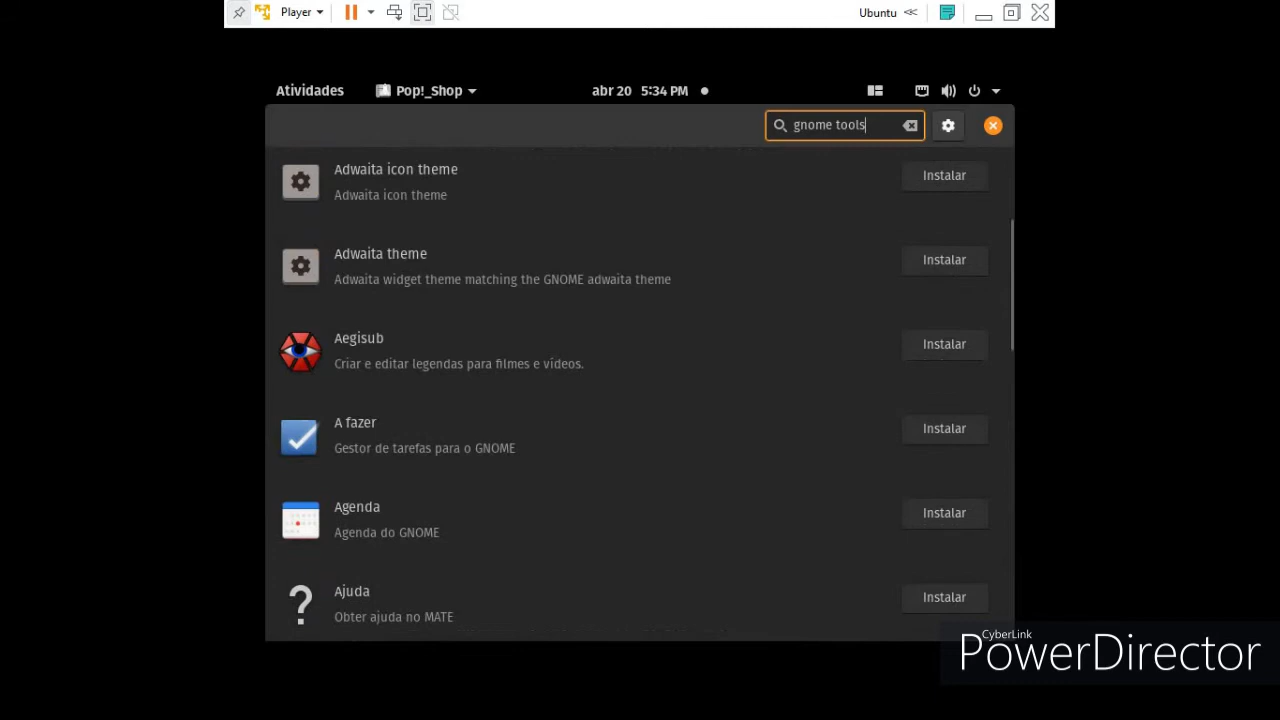 Player
Ubuntu
Atividades
Pop!_Shop
abr 20 5:34 PM
gnome tools
Adwaita icon theme
Adwaita icon theme
Instalar
Adwaita theme
Adwaita widget theme matching the GNOME adwaita theme
Instalar
Aegisub
Criar e editar legendas para filmes e vídeos.
Instalar
A fazer
Gestor de tarefas para o GNOME
Instalar
Agenda
Agenda do GNOME
Instalar
Ajuda
Obter ajuda no MATE
Instalar
CyberLink
PowerDirector